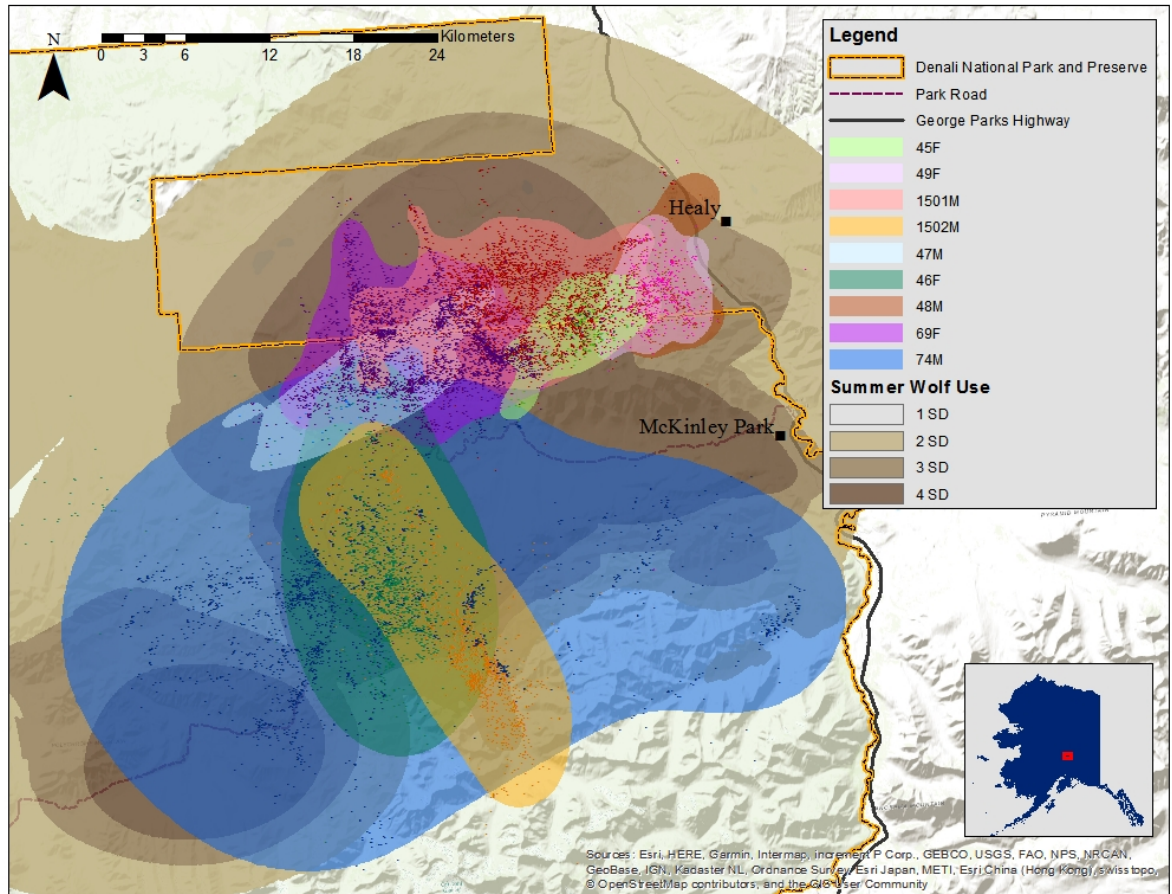 N
Kilometers
0 3 6 12 18 24
Legend
Denali National Park and Preserve
Park Road
George Parks Highway
45F
49F
1501M
1502M
47M
46F
48M
69F
74M
Summer Wolf Use
1 SD
2 SD
3 SD
4 SD
Healy
McKinley Park
PYRAMID MOUNTAIN
Sources: Esri, HERE, Garmin, Intermap, increment P Corp., GEBCO, USGS, FAO, NPS, NRCAN,
GeoBase, IGN, Kadaster NL, Ordnance Survey, Esri Japan, METI, Esri China (Hong Kong), swisstopo,
© OpenStreetMap contributors, and the GIS User Community